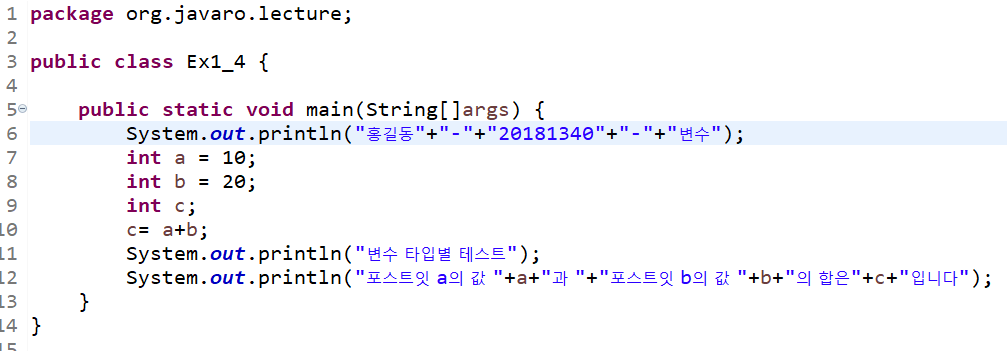 1 package org.javaro.lecture;
2
3 public class Ex1_4 {
4
5 public static void main(String[]args) {
6 System.out.println("홍길동"+"-"+"20181340"+"-"+"변수");
7 int a = 10;
8 int b = 20;
9 int c;
10 c= a+b;
11 System.out.println("변수 타입별 테스트");
12 System.out.println("포스트잇 a의 값 "+a+"과 "+"포스트잇 b의 값 "+b+"의 합은"+c+"입니다");
13 }
14 }
15